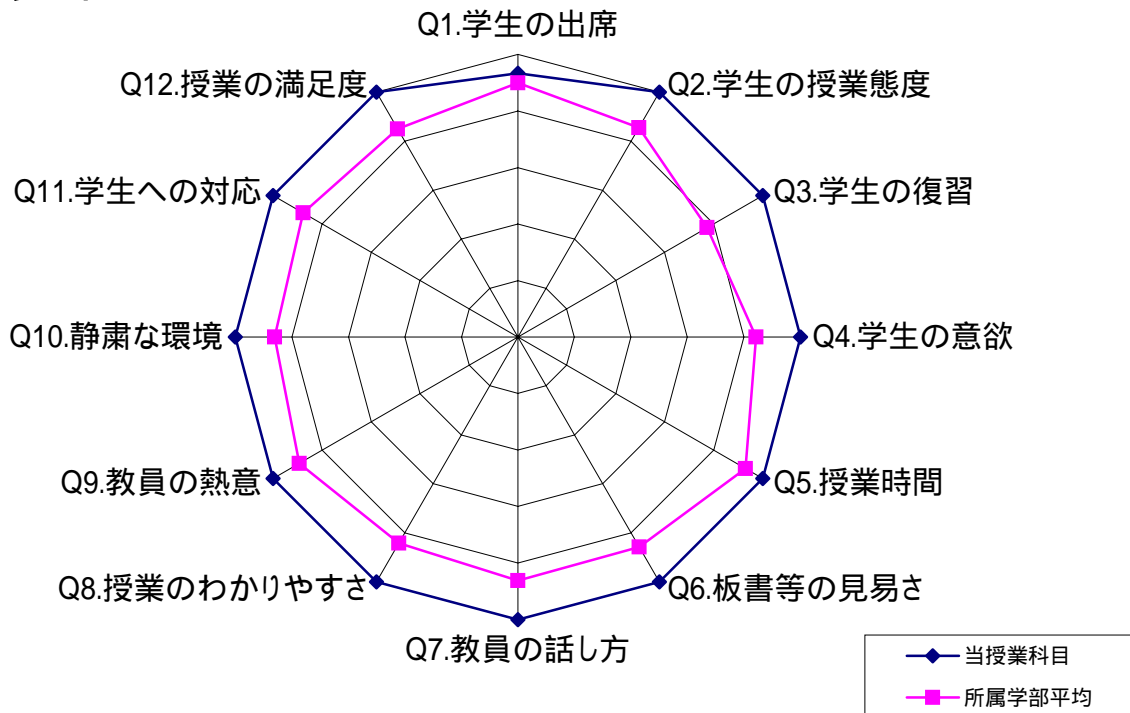 Q1.学生の出席
Q2.学生の授業態度
Q3.学生の復習
Q4.学生の意欲
Q5.授業時間
Q6.板書等の見易さ
Q7.教員の話し方
Q8.授業のわかりやすさ
Q9.教員の熱意
Q10.静粛な環境
Q11.学生への対応
Q12.授業の満足度
当授業科目
所属学部平均